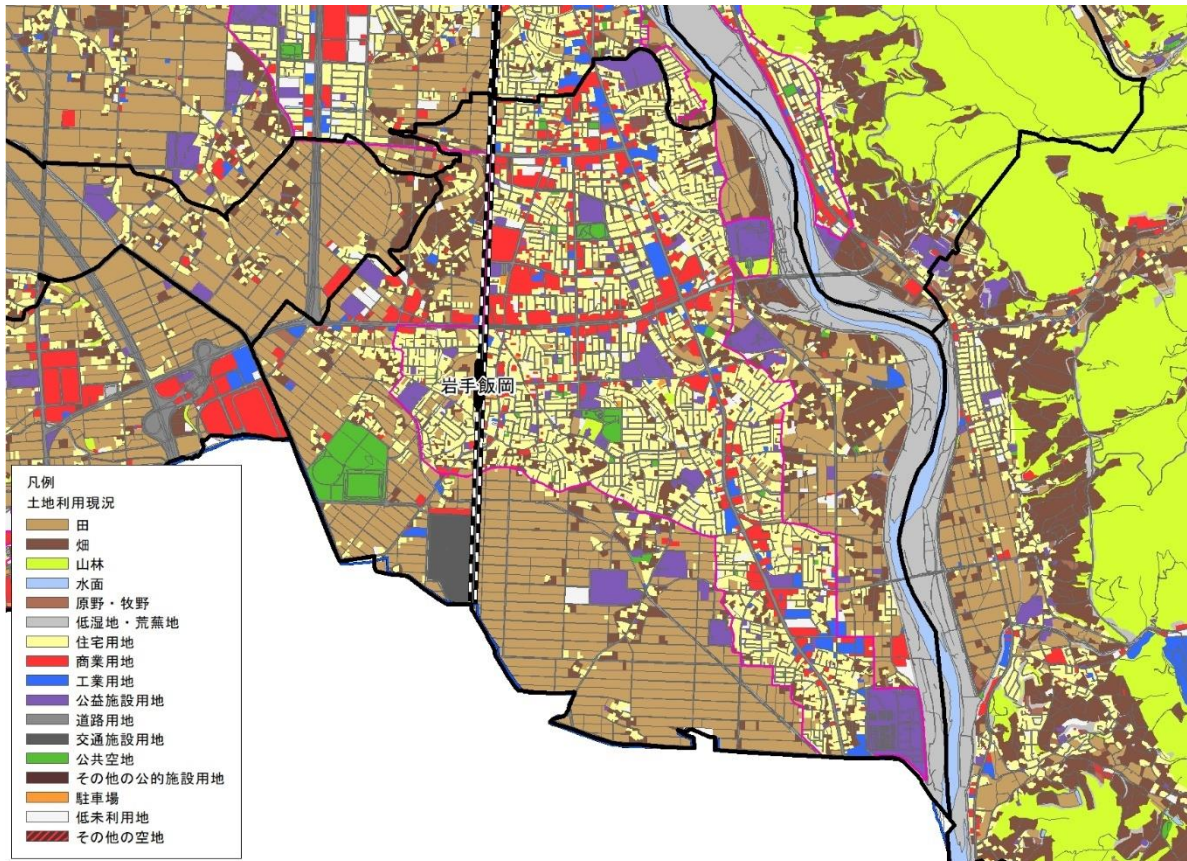 岩手飯岡
凡例
土地利用現況
田
畑
山林
水面
原野・牧野
低湿地・荒蕪地
住宅用地
商業用地
工業用地
公益施設用地
道路用地
交通施設用地
公共空地
その他の公的施設用地
駐車場
低未利用地
その他の空地